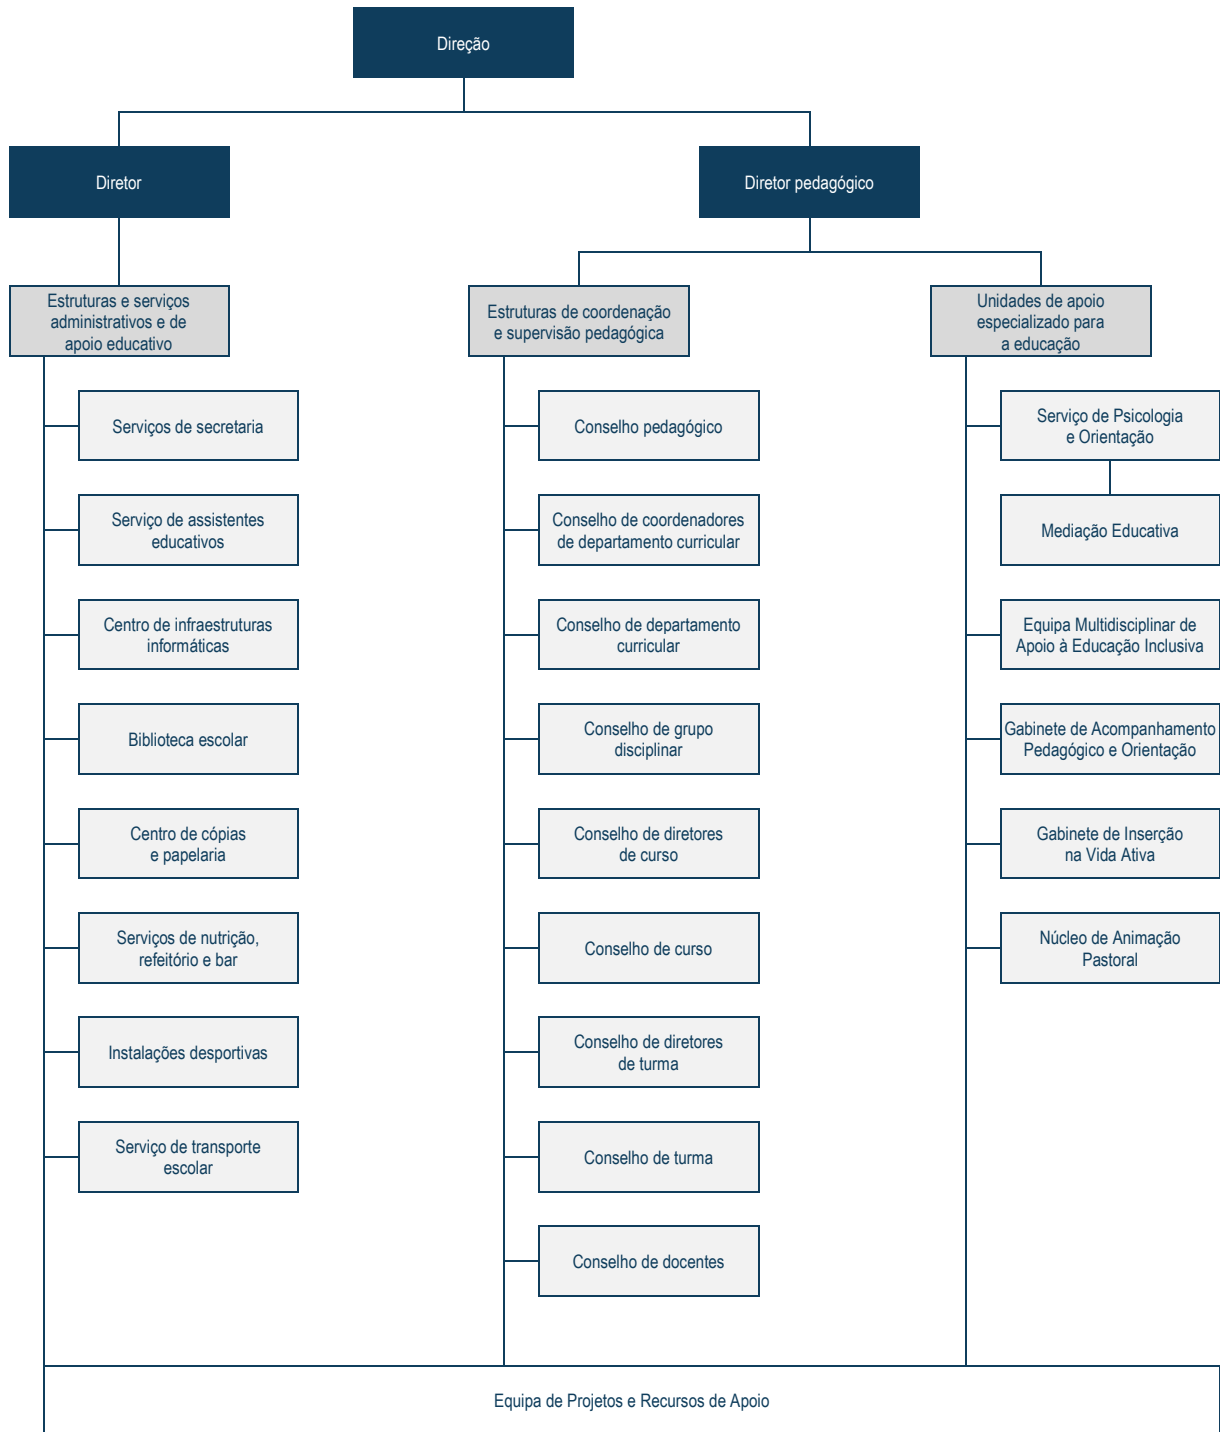 Direção
Diretor
Diretor pedagógico
Estruturas e serviços
administrativos e de
apoio educativo
Serviços de secretaria
Serviço de assistentes
educativos
Centro de infraestruturas
informáticas
Biblioteca escolar
Centro de cópias
e papelaria
Serviços de nutrição,
refeitório e bar
Instalações desportivas
Serviço de transporte
escolar
Estruturas de coordenação
e supervisão pedagógica
Conselho pedagógico
Conselho de coordenadores
de departamento curricular
Conselho de departamento
curricular
Conselho de grupo
disciplinar
Conselho de diretores
de curso
Conselho de curso
Conselho de diretores
de turma
Conselho de turma
Conselho de docentes
Unidades de apoio
especializado para
a educação
Serviço de Psicologia
e Orientação
Mediação Educativa
Equipa Multidisciplinar de
Apoio à Educação Inclusiva
Gabinete de Acompanhamento
Pedagógico e Orientação
Gabinete de Inserção
na Vida Ativa
Núcleo de Animação
Pastoral
Equipa de Projetos e Recursos de Apoio